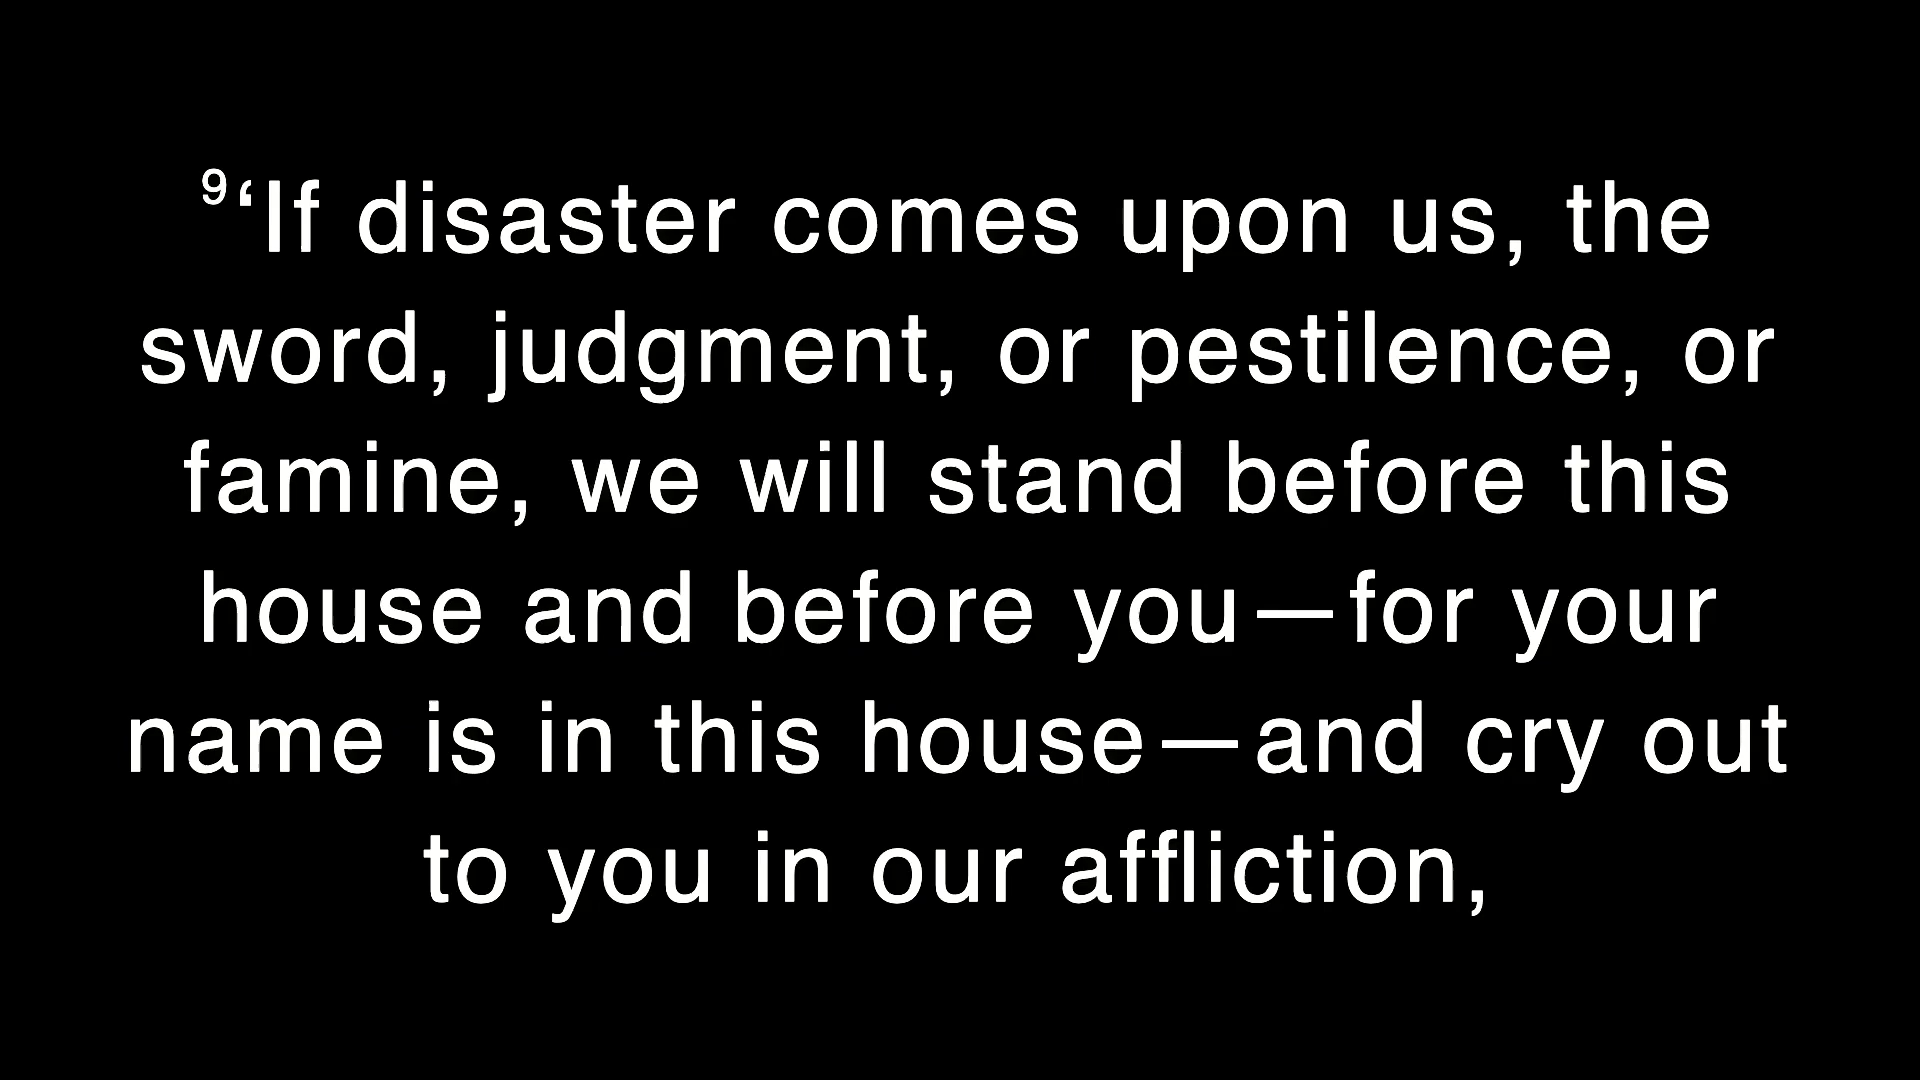 ⁹‘If disaster comes upon us, the
sword, judgment, or pestilence, or
famine, we will stand before this
house and before you—for your
name is in this house—and cry out
to you in our affliction,